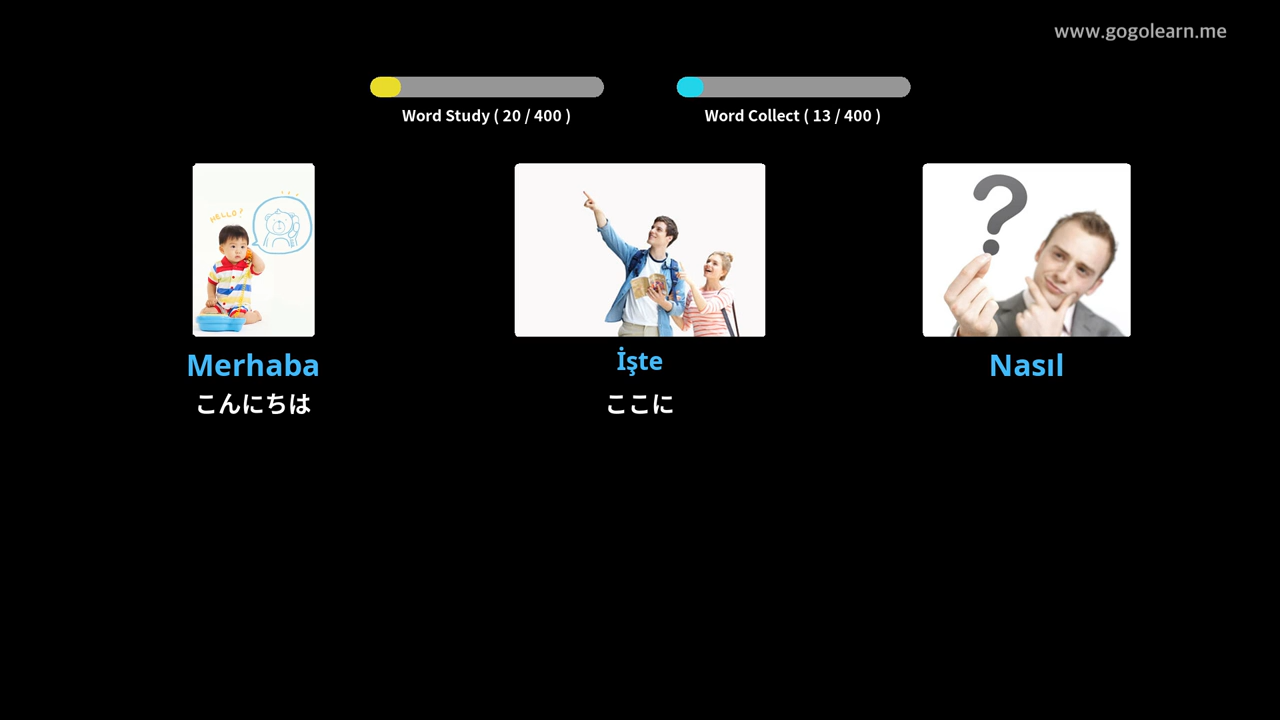 www.gogolearn.me
Word Study ( 20 / 400 )
Word Collect ( 13 / 400 )
HELLO?
Merhaba
İşte
Nasıl
こんにちは
ここに